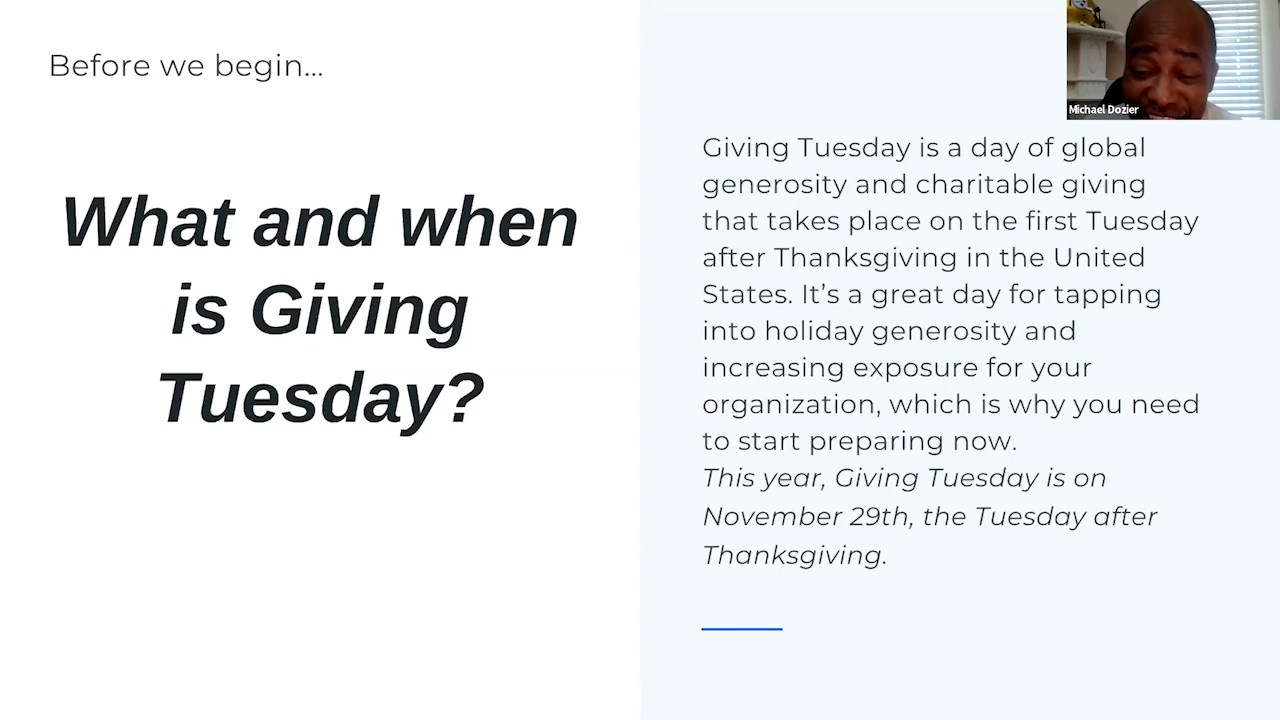 Before we begin...
What and when
is Giving
Tuesday?
Michael Dozier
Giving Tuesday is a day of global
generosity and charitable giving
that takes place on the first Tuesday
after Thanksgiving in the United
States. It’s a great day for tapping
into holiday generosity and
increasing exposure for your
organization, which is why you need
to start preparing now.
This year, Giving Tuesday is on
November 29th, the Tuesday after
Thanksgiving.